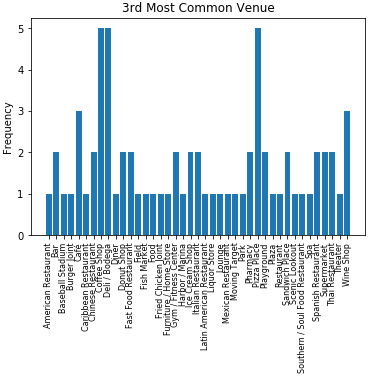 3rd Most Common Venue
Frequency
5
4
3
2
1
0
American Restaurant
Bar
Baseball Stadium
Burger Joint
Café
Caribbean Restaurant
Chinese Restaurant
Coffee Shop
Deli / Bodega
Diner
Donut Shop
Fast Food Restaurant
Field
Fish Market
Food
Fried Chicken Joint
Furniture / Home Store
Gym / Fitness Center
Harbor / Marina
Ice Cream Shop
Italian Restaurant
Latin American Restaurant
Liquor Store
Lounge
Mexican Restaurant
Moving Target
Park
Pharmacy
Pizza Place
Playground
Plaza
Restaurant
Sandwich Place
Scenic Lookout
Southern / Soul Food Restaurant
Spa
Spanish Restaurant
Supermarket
Thai Restaurant
Theater
Wine Shop